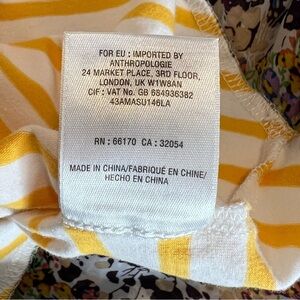 FOR EU : IMPORTED BY
ANTHROPOLOGIE
24 MARKET PLACE, 3RD FLOOR,
LONDON, UK W1W8AN
CIF : VAT No. GB 684936382
43AMASU146LA
RN : 66170 CA : 32054
MADE IN CHINA/FABRIQUÉ EN CHINE/
HECHO EN CHINA